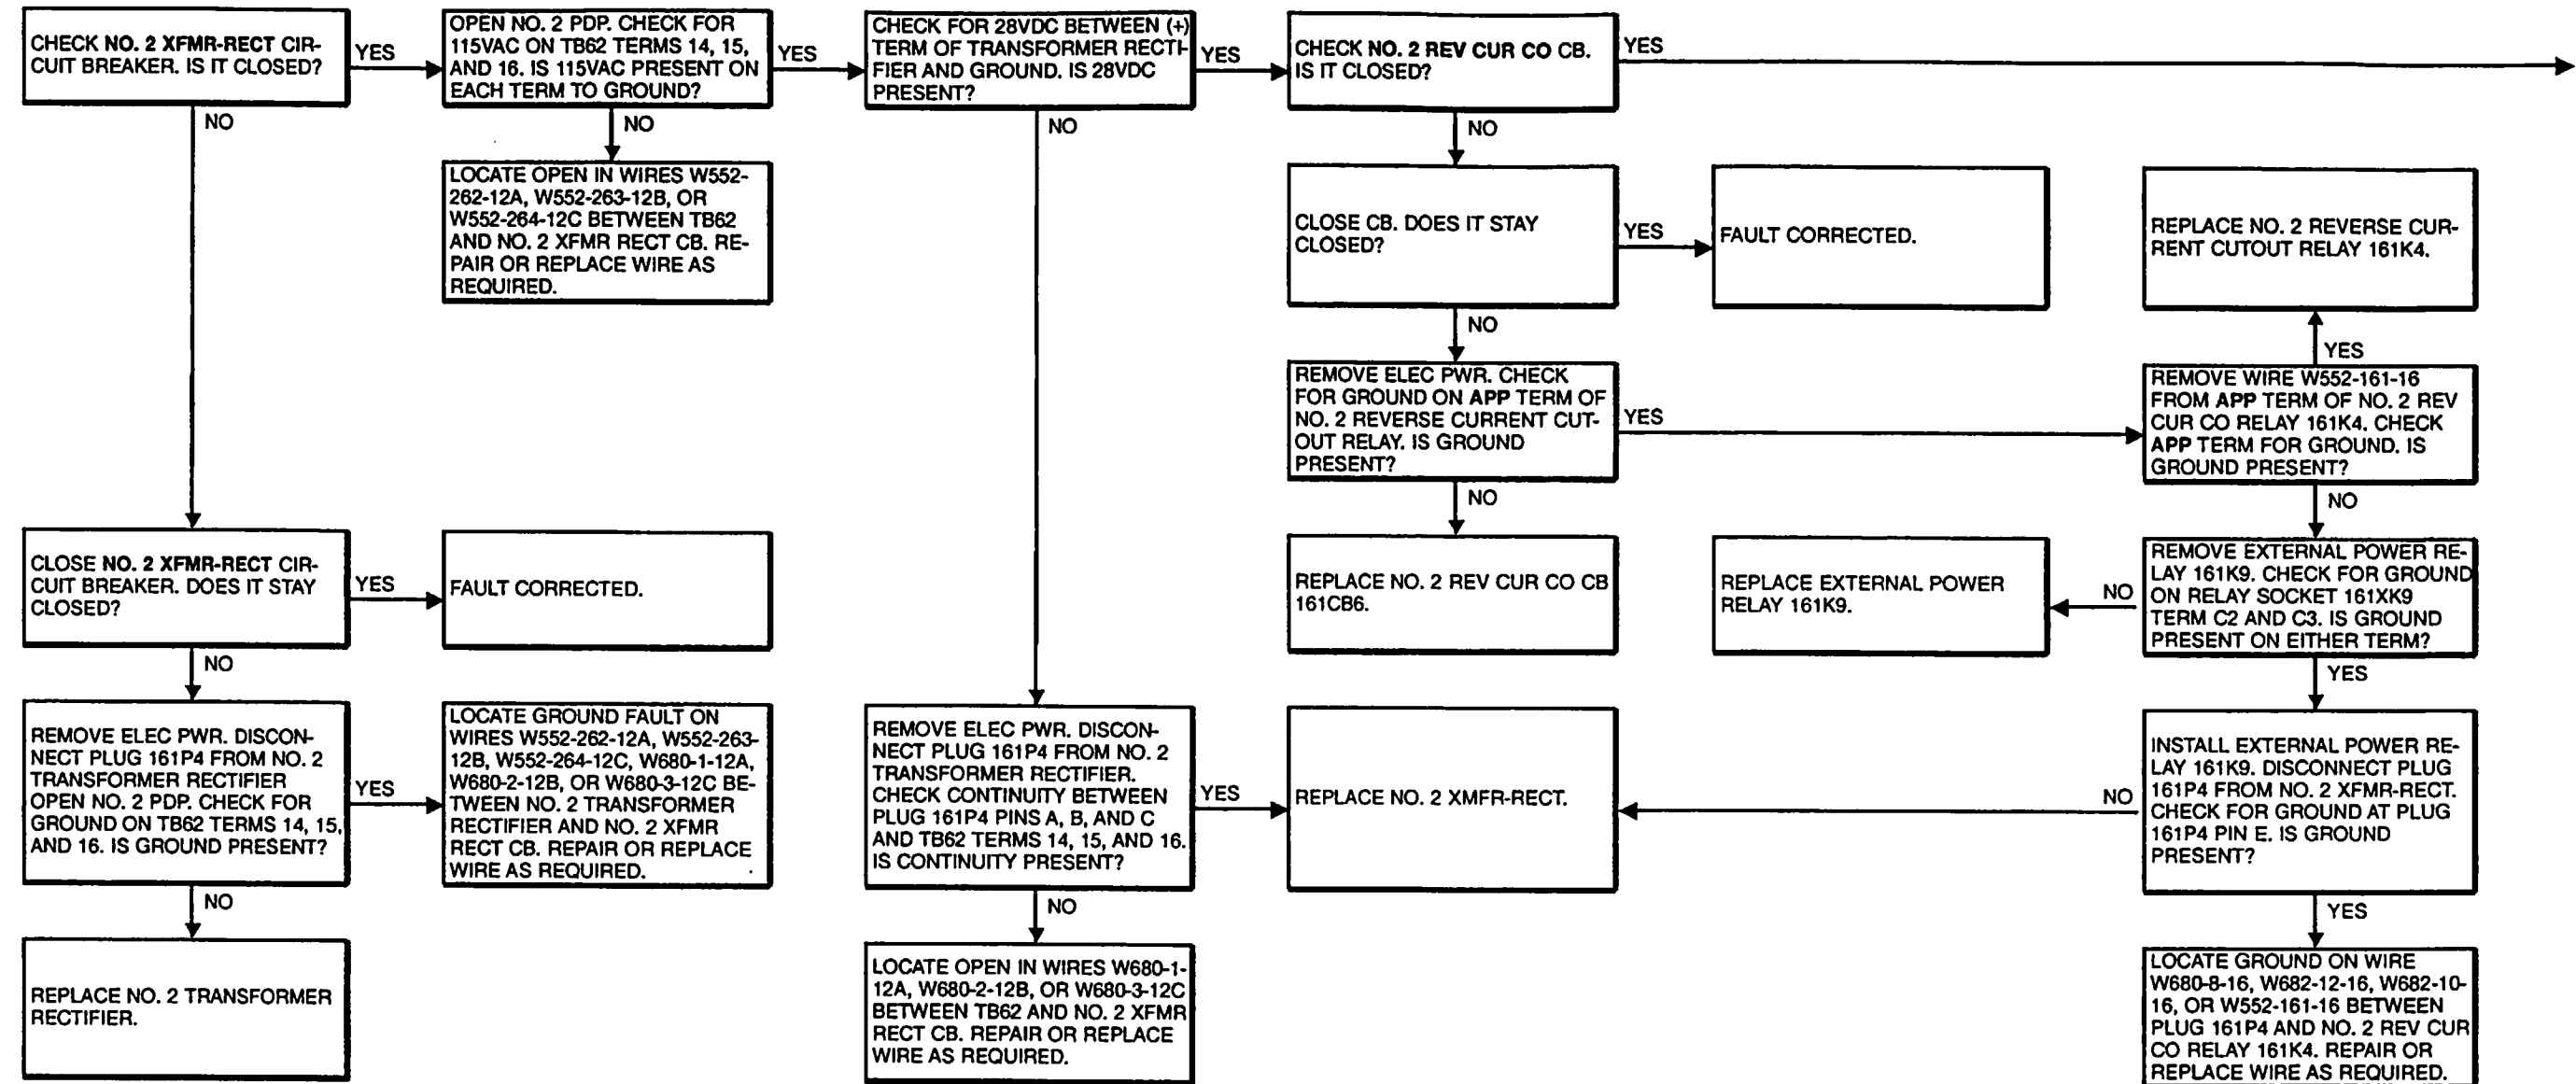 CHECK NO. 2 XFMR-RECT CIR-
CUIT BREAKER. IS IT CLOSED?
YES
NO
OPEN NO. 2 PDP. CHECK FOR
115VAC ON TB62 TERMS 14, 15,
AND 16. IS 115VAC PRESENT ON
EACH TERM TO GROUND?
YES
NO
CHECK FOR 28VDC BETWEEN (+)
TERM OF TRANSFORMER RECTI-
FIER AND GROUND. IS 28VDC
PRESENT?
YES
NO
CHECK NO. 2 REV CUR CO CB.
IS IT CLOSED?
YES
NO
LOCATE OPEN IN WIRES W552-
262-12A, W552-263-12B, OR
W552-264-12C BETWEEN TB62
AND NO. 2 XFMR RECT CB. RE-
PAIR OR REPLACE WIRE AS
REQUIRED.
CLOSE CB. DOES IT STAY
CLOSED?
YES
NO
FAULT CORRECTED.
REPLACE NO. 2 REVERSE CUR-
RENT CUTOUT RELAY 161K4.
YES
REMOVE ELEC PWR. CHECK
FOR GROUND ON APP TERM OF
NO. 2 REVERSE CURRENT CUT-
OUT RELAY. IS GROUND
PRESENT?
YES
NO
REMOVE WIRE W552-161-16
FROM APP TERM OF NO. 2 REV
CUR CO RELAY 161K4. CHECK
APP TERM FOR GROUND. IS
GROUND PRESENT?
NO
CLOSE NO. 2 XFMR-RECT CIR-
CUIT BREAKER. DOES IT STAY
CLOSED?
YES
NO
FAULT CORRECTED.
REPLACE NO. 2 REV CUR CO CB
161CB6.
REPLACE EXTERNAL POWER
RELAY 161K9.
NO
REMOVE EXTERNAL POWER RE-
LAY 161K9. CHECK FOR GROUND
ON RELAY SOCKET 161XK9
TERM C2 AND C3. IS GROUND
PRESENT ON EITHER TERM?
YES
REMOVE ELEC PWR. DISCON-
NECT PLUG 161P4 FROM NO. 2
TRANSFORMER RECTIFIER
OPEN NO. 2 PDP. CHECK FOR
GROUND ON TB62 TERMS 14, 15,
AND 16. IS GROUND PRESENT?
YES
NO
LOCATE GROUND FAULT ON
WIRES W552-262-12A, W552-263-
12B, W552-264-12C, W680-1-12A,
W680-2-12B, OR W680-3-12C BE-
TWEEN NO. 2 TRANSFORMER
RECTIFIER AND NO. 2 XFMR
RECT CB. REPAIR OR REPLACE
WIRE AS REQUIRED.
REMOVE ELEC PWR. DISCON-
NECT PLUG 161P4 FROM NO. 2
TRANSFORMER RECTIFIER.
CHECK CONTINUITY BETWEEN
PLUG 161P4 PINS A, B, AND C
AND TB62 TERMS 14, 15, AND 16.
IS CONTINUITY PRESENT?
YES
NO
REPLACE NO. 2 XMFR-RECT.
NO
INSTALL EXTERNAL POWER RE-
LAY 161K9. DISCONNECT PLUG
161P4 FROM NO. 2 XFMR-RECT.
CHECK FOR GROUND AT PLUG
161P4 PIN E. IS GROUND
PRESENT?
YES
REPLACE NO. 2 TRANSFORMER
RECTIFIER.
LOCATE OPEN IN WIRES W680-1-
12A, W680-2-12B, OR W680-3-12C
BETWEEN TB62 AND NO. 2 XFMR
RECT CB. REPAIR OR REPLACE
WIRE AS REQUIRED.
LOCATE GROUND ON WIRE
W680-8-16, W682-12-16, W682-10-
16, OR W552-161-16 BETWEEN
PLUG 161P4 AND NO. 2 REV CUR
CO RELAY 161K4. REPAIR OR
REPLACE WIRE AS REQUIRED.